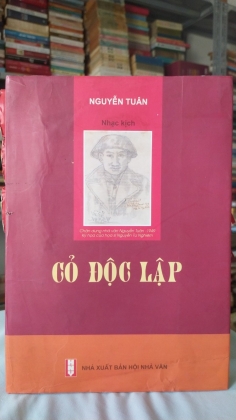 NGUYỄN TUÂN
Nhạc kịch
CỎ ĐỘC LẬP
NHÀ XUẤT BẢN HỘI NHÀ VĂN